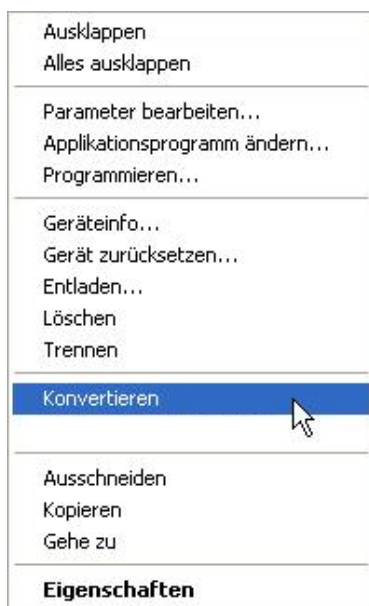 Ausklappen
Alles ausklappen
Parameter bearbeiten...
Applikationsprogramm ändern...
Programmieren...
Geräteinfo...
Gerät zurücksetzen...
Entladen...
Löschen
Trennen
Konvertieren
Ausschneiden
Kopieren
Gehe zu
Eigenschaften